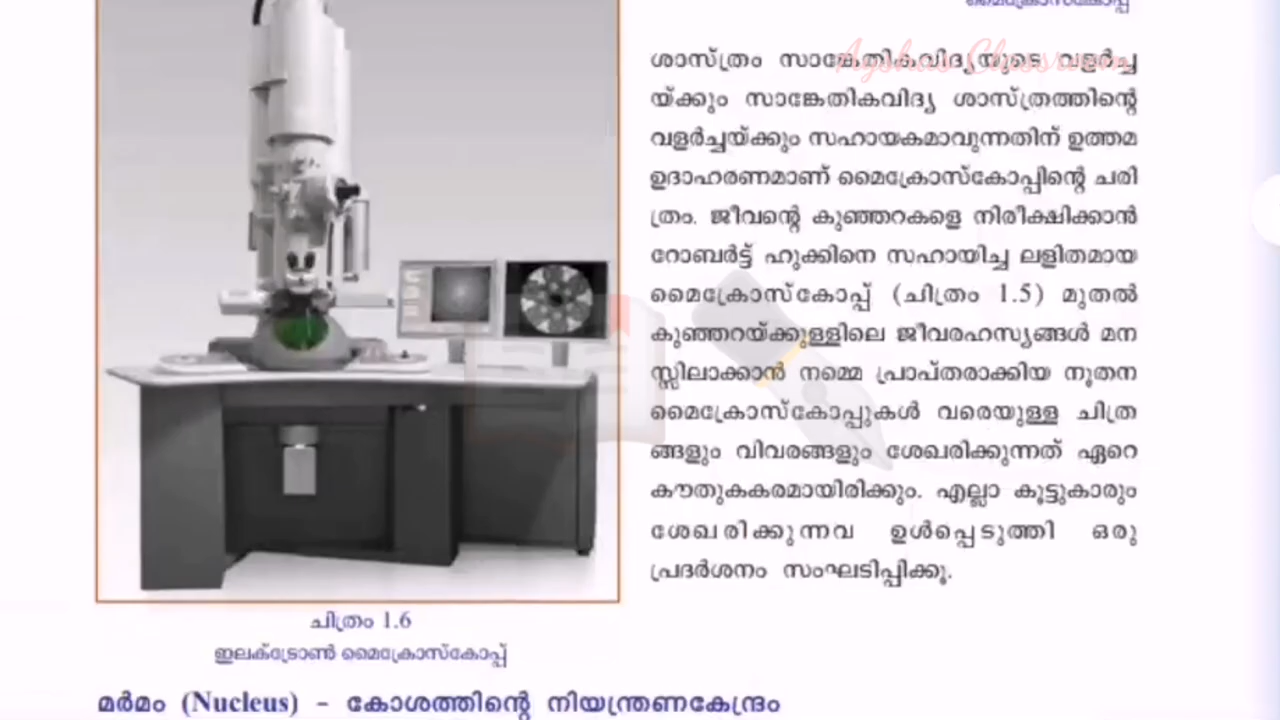 മൈക്രോസ്കോപ്പ്
Ayshas Classroom
ശാസ്ത്രം സാങ്കേതികവിദ്യയുടെ വളർച്ച
യ്ക്കും സാങ്കേതികവിദ്യ ശാസ്ത്രത്തിന്റെ
വളർച്ചയ്ക്കും സഹായകമാവുന്നതിന് ഉത്തമ
ഉദാഹരണമാണ് മൈക്രോസ്കോപ്പിന്റെ ചരി
ത്രം. ജീവന്റെ കുഞ്ഞറകളെ നിരീക്ഷിക്കാൻ
റോബർട്ട് ഹുക്കിനെ സഹായിച്ച ലളിതമായ
മൈക്രോസ്കോപ്പ് (ചിത്രം 1.5) മുതൽ
കുഞ്ഞറയ്ക്കുള്ളിലെ ജീവരഹസ്യങ്ങൾ മന
സ്സിലാക്കാൻ നമ്മെ പ്രാപ്തരാക്കിയ നൂതന
മൈക്രോസ്കോപ്പുകൾ വരെയുള്ള ചിത്ര
ങ്ങളും വിവരങ്ങളും ശേഖരിക്കുന്നത് ഏറെ
കൗതുകകരമായിരിക്കും. എല്ലാ കൂട്ടുകാരും
ശേഖരിക്കുന്നവ ഉൾപ്പെടുത്തി ഒരു
പ്രദർശനം സംഘടിപ്പിക്കൂ.
ചിത്രം 1.6
ഇലക്ട്രോൺ മൈക്രോസ്കോപ്പ്
മർമം (Nucleus) - കോശത്തിന്റെ നിയന്ത്രണകേന്ദ്രം